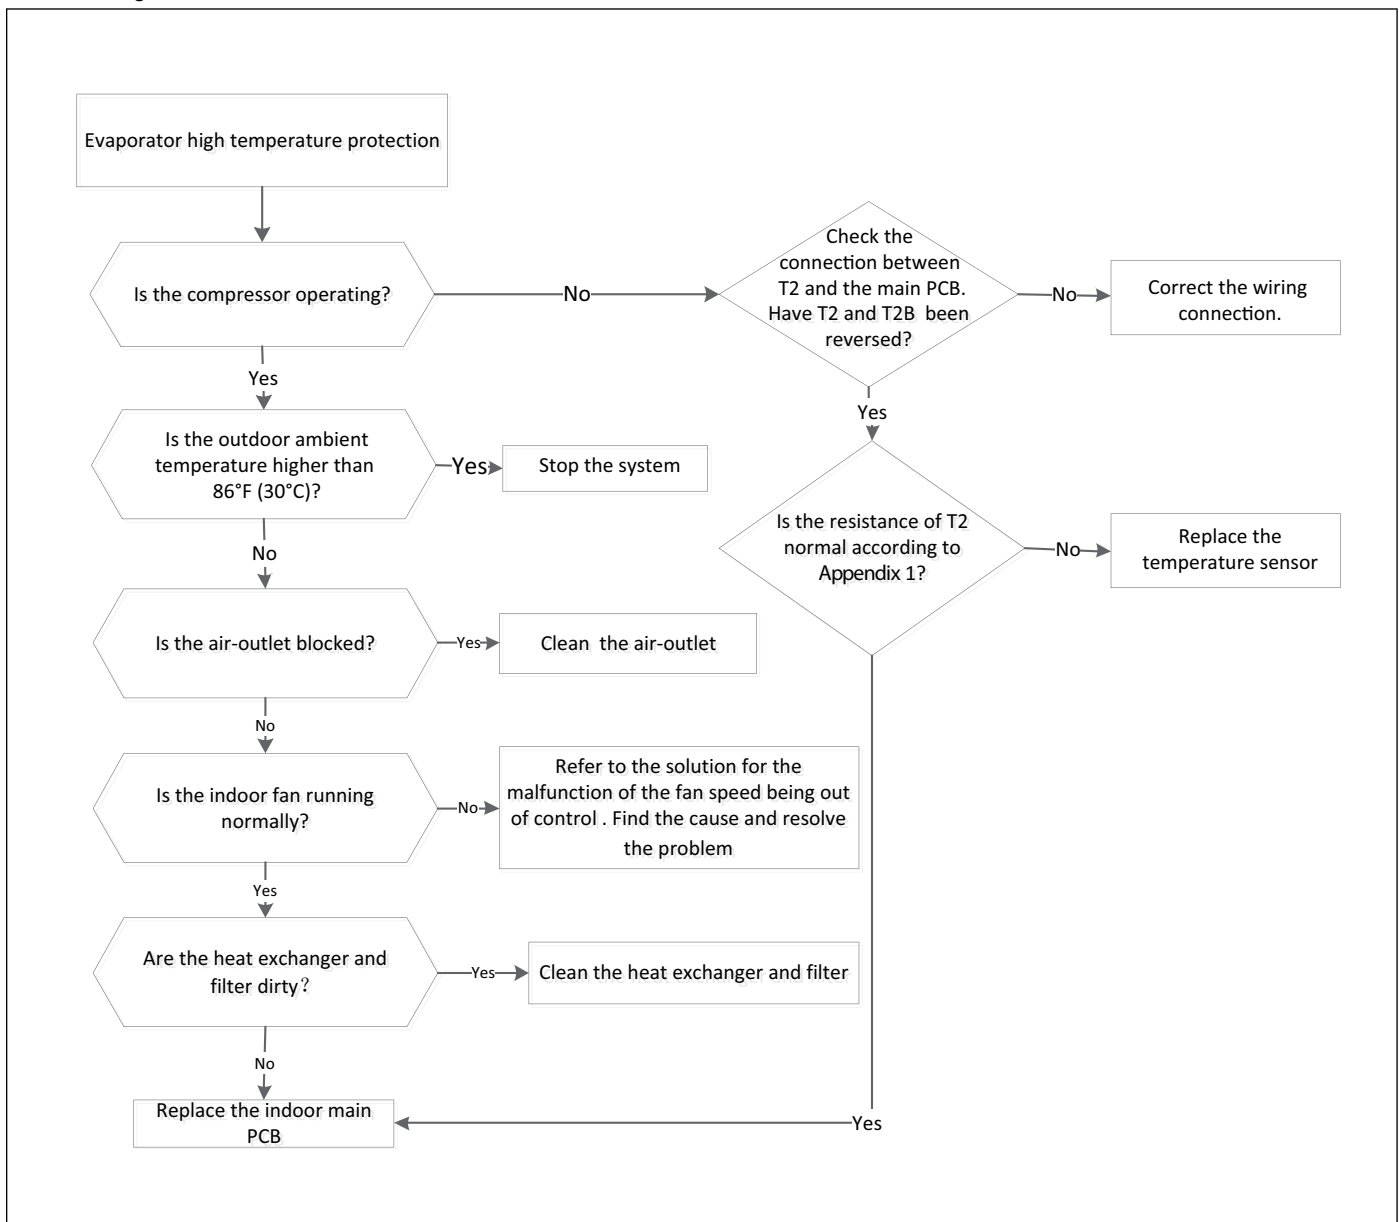 Evaporator high temperature protection
Is the compressor operating?
No
Check the
connection between
T2 and the main PCB.
Have T2 and T2B been
reversed?
No
Correct the wiring
connection.
Yes
Yes
Is the outdoor ambient
temperature higher than
86°F (30°C)?
Yes
Stop the system
Is the resistance of T2
normal according to
Appendix 1?
No
Replace the
temperature sensor
No
Is the air-outlet blocked?
Yes
Clean the air-outlet
No
Is the indoor fan running
normally?
No
Refer to the solution for the
malfunction of the fan speed being out
of control . Find the cause and resolve
the problem
Yes
Are the heat exchanger and
filter dirty?
Yes
Clean the heat exchanger and filter
No
Replace the indoor main
PCB
Yes